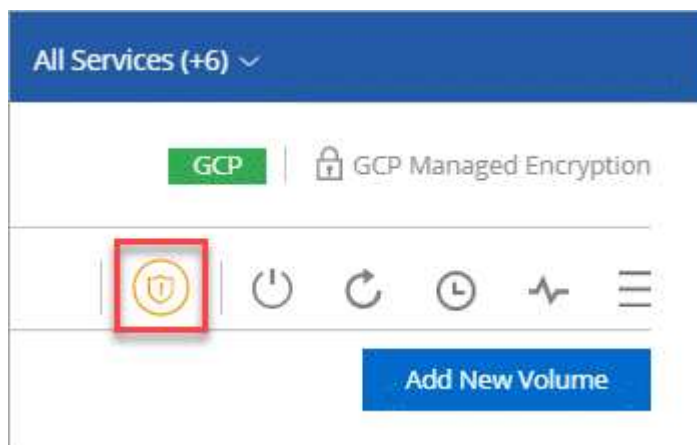 All Services (+6)
GCP GCP Managed Encryption
Add New Volume